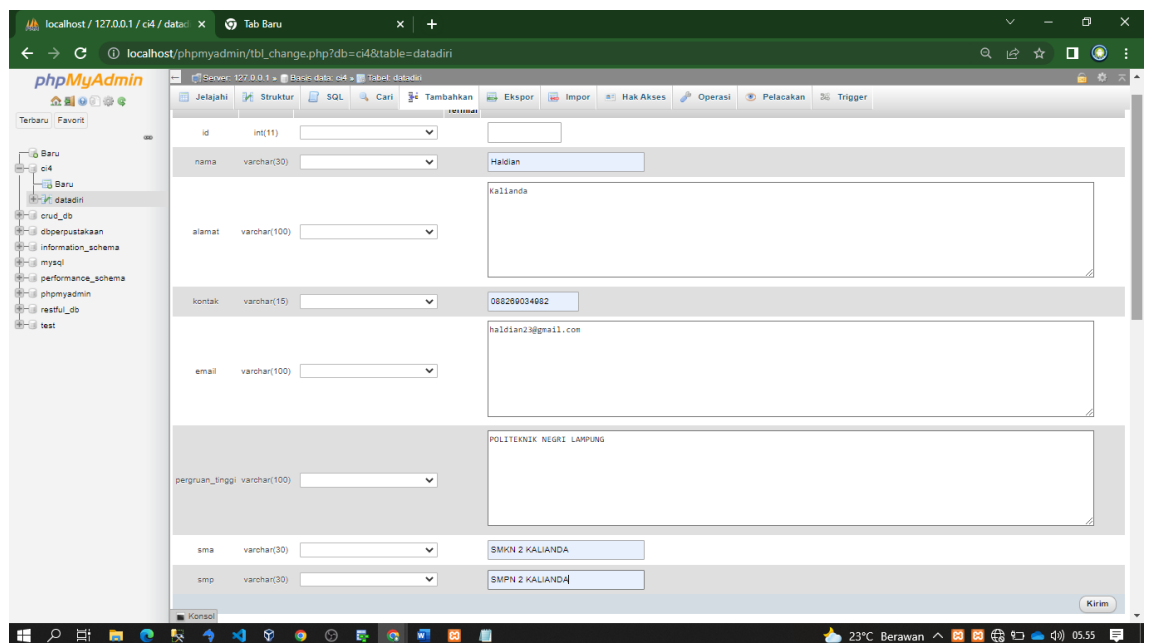 localhost / 127.0.0.1 / ci4 / datad
Tab Baru
localhost/phpmyadmin/tbl_change.php?db=ci4&table=datadiri
phpMyAdmin
Terbaru Favorit
Baru
ci4
Baru
datadiri
crud_db
dbperpustakaan
information_schema
mysql
performance_schema
phpmyadmin
restful_db
test
Server: 127.0.0.1 » Basis data: ci4 » Tabel: datadiri
Jelajahi Struktur SQL Cari Tambahkan Ekspor Impor Hak Akses Operasi Pelacakan Trigger
id int(11)
nama varchar(30) Haldian
alamat varchar(100) Kalianda
kontak varchar(15) 088269034982
email varchar(100) haldian23@gmail.com
pergruan_tinggi varchar(100) POLITEKNIK NEGRI LAMPUNG
sma varchar(30) SMKN 2 KALIANDA
smp varchar(30) SMPN 2 KALIANDA
Kirim
Konsol
23°C Berawan 05.55